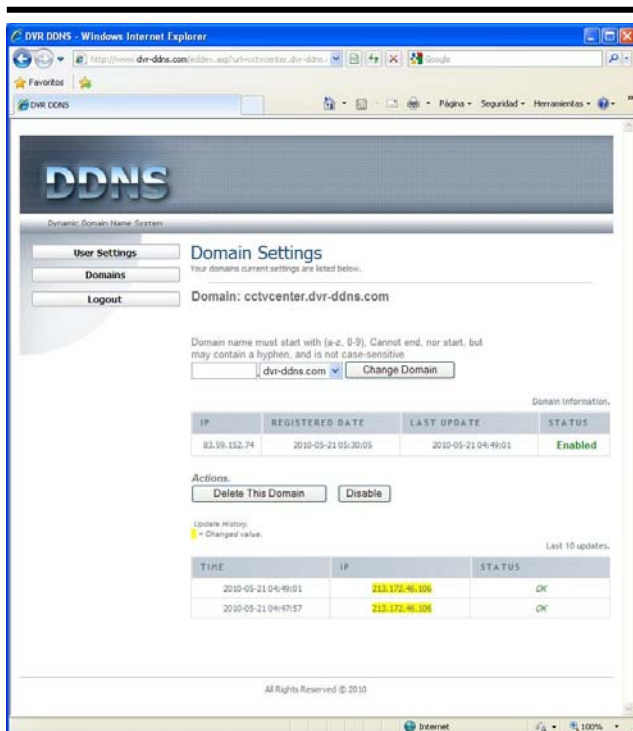 DVR DDNS - Windows Internet Explorer
Google
Favoritos
DVR DDNS
Página
Seguridad
Herramientas
DDNS
Dynamic Domain Name System
User Settings
Domains
Logout
Domain Settings
Your domains current settings are listed below.
Domain: cctvcenter.dvr-ddns.com
Domain name must start with (a-z, 0-9). Cannot end, nor start, but
may contain a hyphen, and is not case-sensitive.
. dvr-ddns.com Change Domain
Domain Information.
IP REGISTERED DATE LAST UPDATE STATUS
83.59.152.74 2010-05-21 05:30:05 2010-05-21 04:49:01 Enabled
Actions.
Delete This Domain Disable
Update History.
= Changed value.
Last 10 updates.
TIME IP STATUS
2010-05-21 04:49:01 213.172.46.106 OK
2010-05-21 04:47:57 213.172.46.106 OK
All Rights Reserved © 2010
Internet 100%